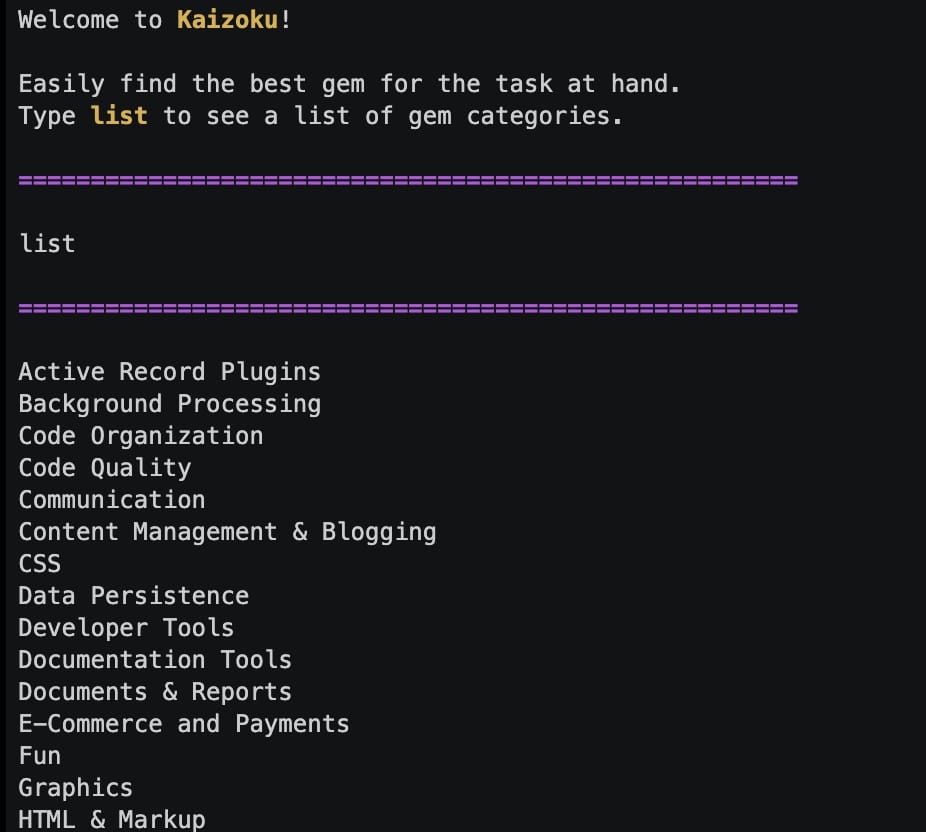 Welcome to Kaizoku!
Easily find the best gem for the task at hand.
Type list to see a list of gem categories.
======================================================
list
======================================================
Active Record Plugins
Background Processing
Code Organization
Code Quality
Communication
Content Management & Blogging
CSS
Data Persistence
Developer Tools
Documentation Tools
Documents & Reports
E-Commerce and Payments
Fun
Graphics
HTML & Markup